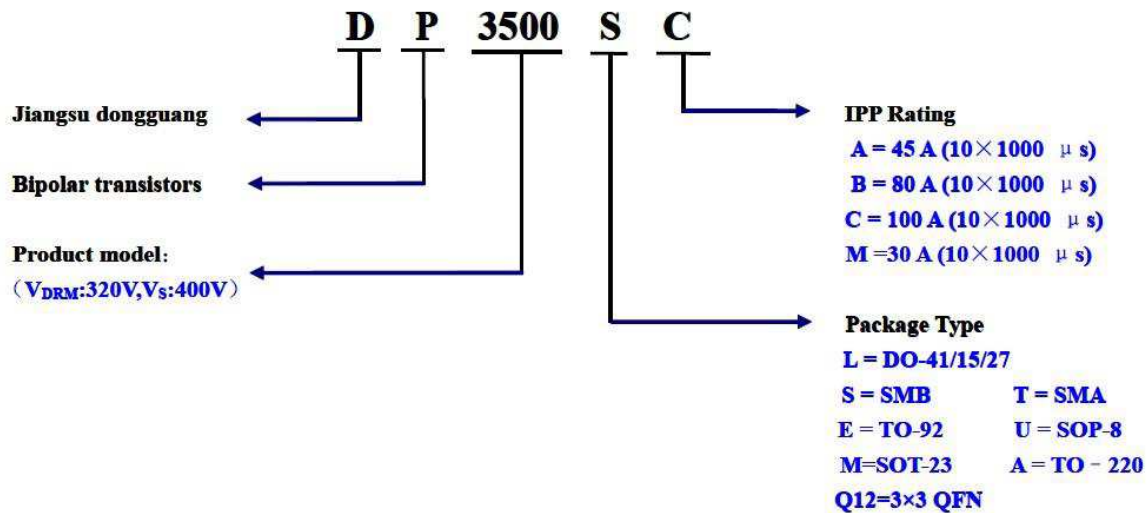 D P 3500 S C
Jiangsu dongguang
Bipolar transistors
Product model:
（VDRM:320V,VS:400V）
IPP Rating
A = 45 A (10×1000 μ s)
B = 80 A (10×1000 μ s)
C = 100 A (10×1000 μ s)
M =30 A (10×1000 μ s)
Package Type
L = DO-41/15/27
S = SMB T = SMA
E = TO-92 U = SOP-8
M=SOT-23 A = TO－220
Q12=3×3 QFN